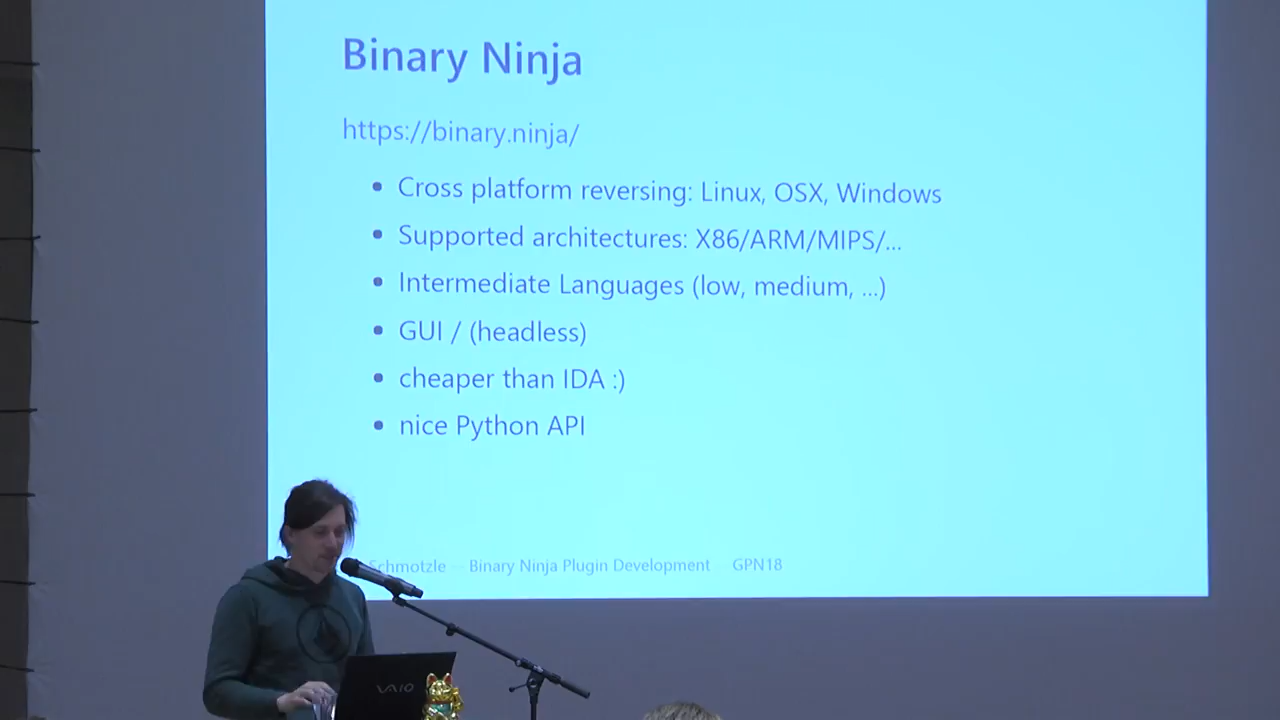 Binary Ninja
https://binary.ninja/
• Cross platform reversing: Linux, OSX, Windows
• Supported architectures: X86/ARM/MIPS/...
• Intermediate Languages (low, medium, ...)
• GUI / (headless)
• cheaper than IDA :)
• nice Python API
Schmotzle — Binary Ninja Plugin Development GPN18
VAIO